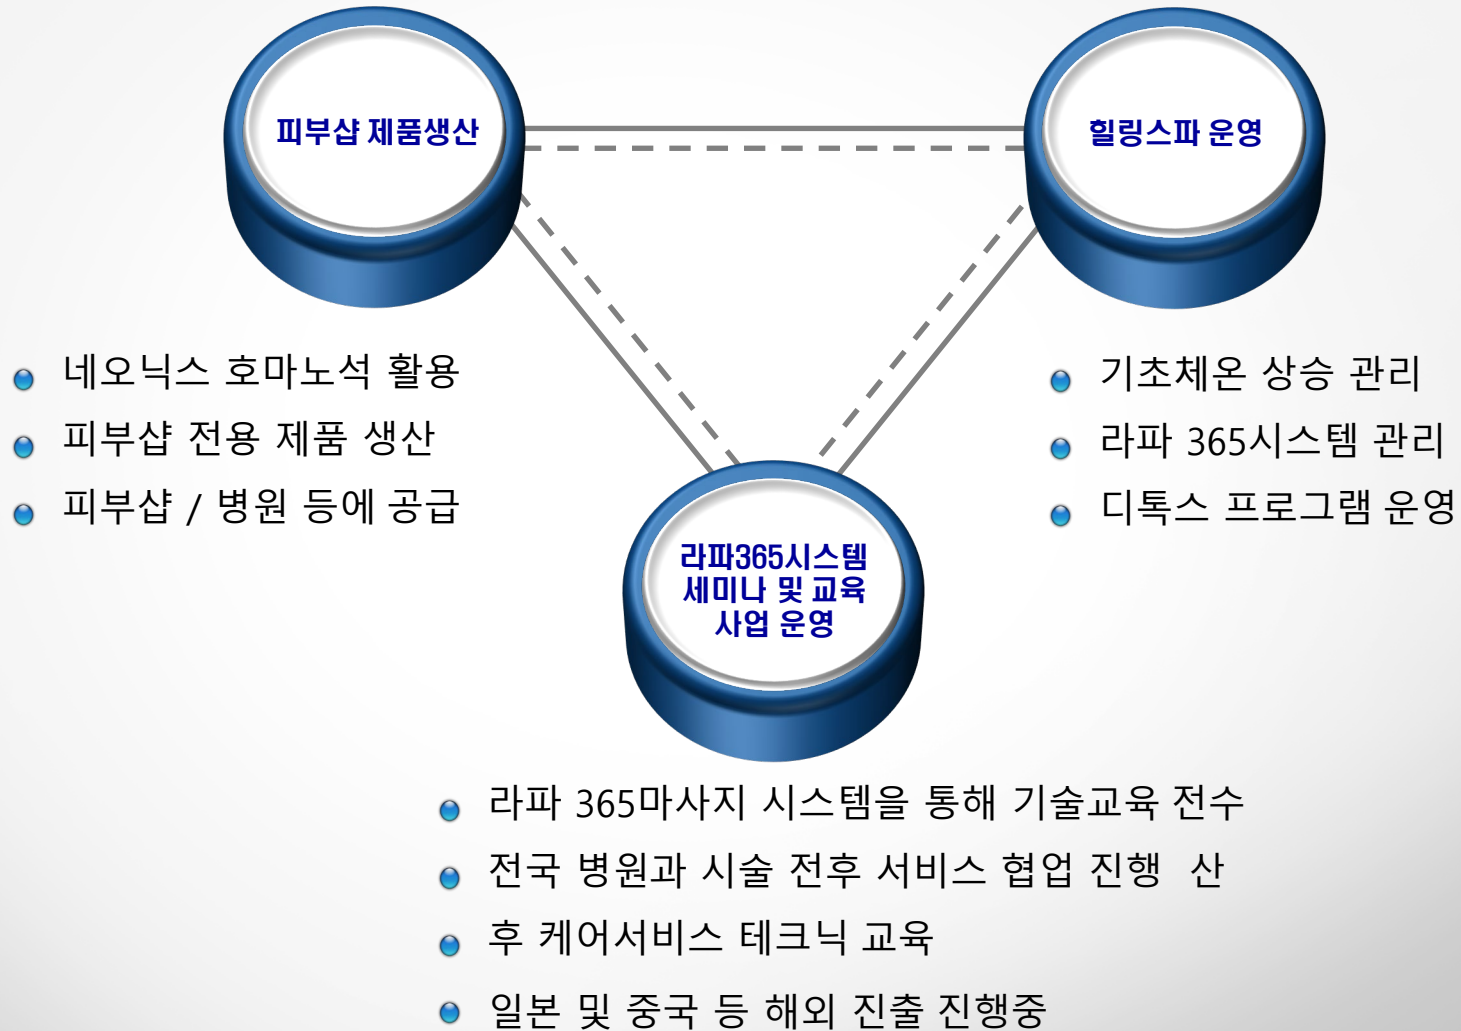 피부샵 제품생산
힐링스파 운영
네오닉스 호마노석 활용
피부샵 전용 제품 생산
피부샵 / 병원 등에 공급
기초체온 상승 관리
라파 365시스템 관리
디톡스 프로그램 운영
라파365시스템
세미나 및 교육
사업 운영
라파 365마사지 시스템을 통해 기술교육 전수
전국 병원과 시술 전후 서비스 협업 진행 산
후 케어서비스 테크닉 교육
일본 및 중국 등 해외 진출 진행중